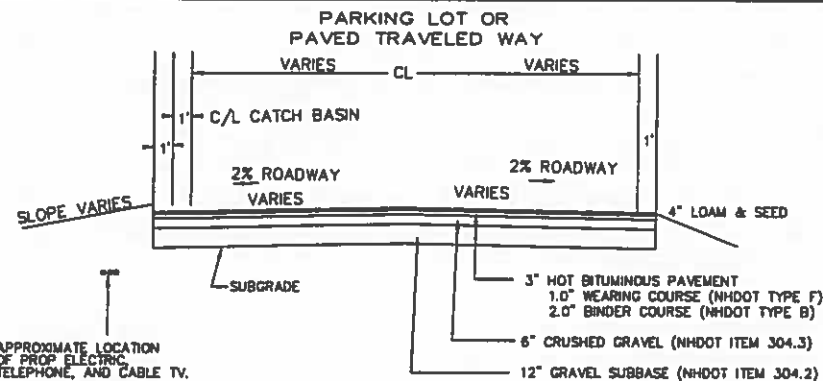 PARKING LOT OR
PAVED TRAVELED WAY
VARIES CL VARIES
1' C/L CATCH BASIN
1' 1'
2% ROADWAY 2% ROADWAY
VARIES VARIES
SLOPE VARIES
4" LOAM & SEED
SUBGRADE
3" HOT BITUMINOUS PAVEMENT
1.0" WEARING COURSE (NHDOT TYPE F)
2.0" BINDER COURSE (NHDOT TYPE B)
6" CRUSHED GRAVEL (NHDOT ITEM 304.3)
12" GRAVEL SUBBASE (NHDOT ITEM 304.2)
APPROXIMATE LOCATION
OF PROP ELECTRIC,
TELEPHONE, AND CABLE TV.